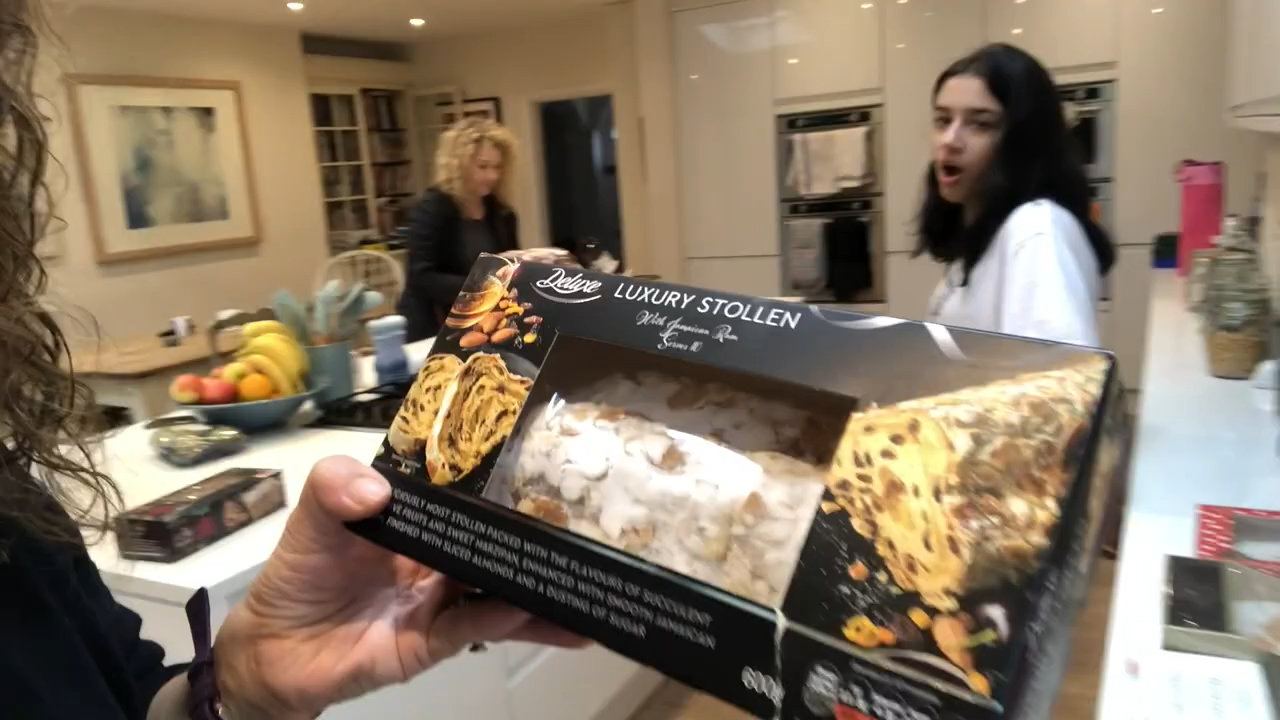 Deluxe LUXURY STOLLEN
With Jamaican Rum
Serves 10
MOIST STOLLEN PACKED WITH THE FLAVOURS OF SUCCULENT
VE FRUITS AND SWEET MARZIPAN, ENHANCED WITH SMOOTH JAMAICAN
FINISHED WITH SLICED ALMONDS AND A DUSTING OF SUGAR
600g